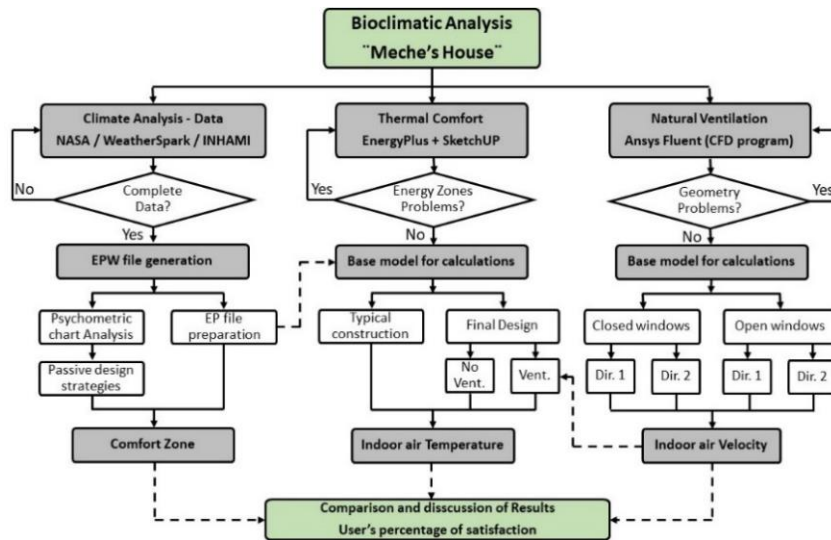 Bioclimatic Analysis
¨Meche's House¨
Climate Analysis - Data
NASA / WeatherSpark / INHAMI
Thermal Comfort
EnergyPlus + SketchUP
Natural Ventilation
Ansys Fluent (CFD program)
No
Complete
Data?
Yes
Yes
Energy Zones
Problems?
No
Geometry
Problems?
Yes
No
EPW file generation
Base model for calculations
Base model for calculations
Psychometric
chart Analysis
EP file
preparation
Typical
construction
Final Design
Closed windows
Open windows
Passive design
strategies
No
Vent.
Vent.
Dir. 1
Dir. 2
Dir. 1
Dir. 2
Comfort Zone
Indoor air Temperature
Indoor air Velocity
Comparison and disscusion of Results
User's percentage of satisfaction